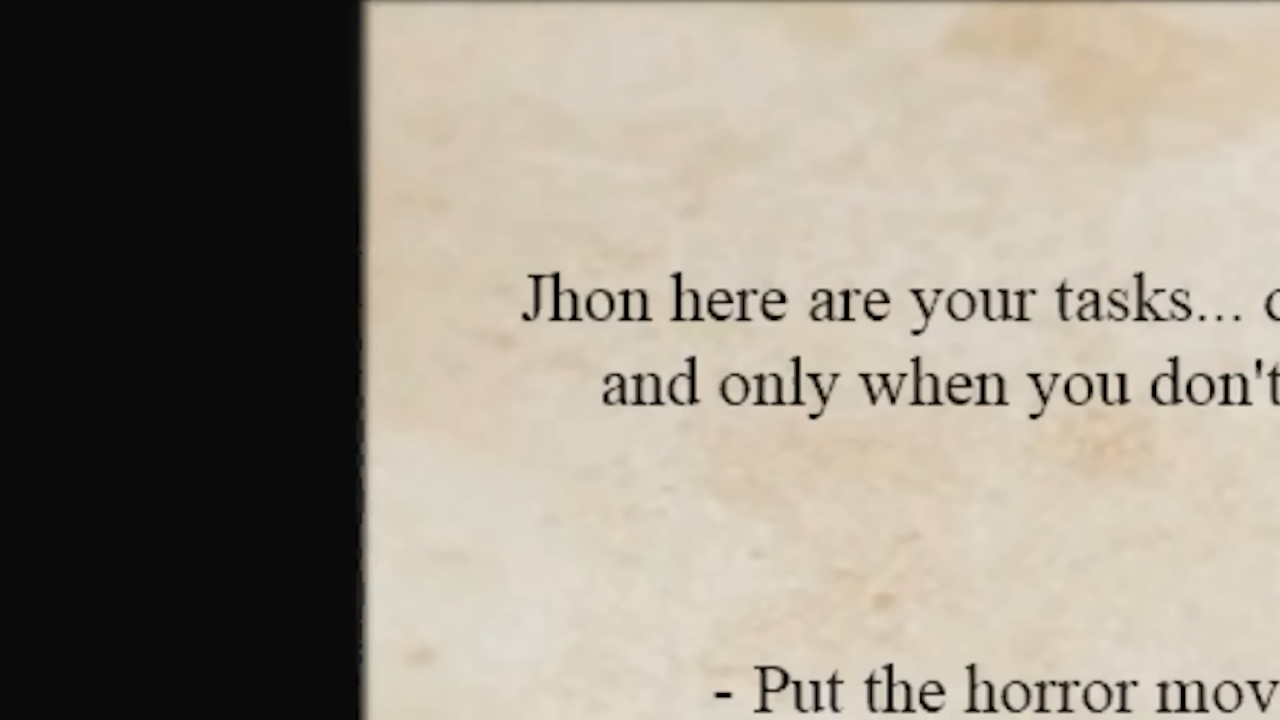 Jhon here are your tasks...
and only when you don't
- Put the horror